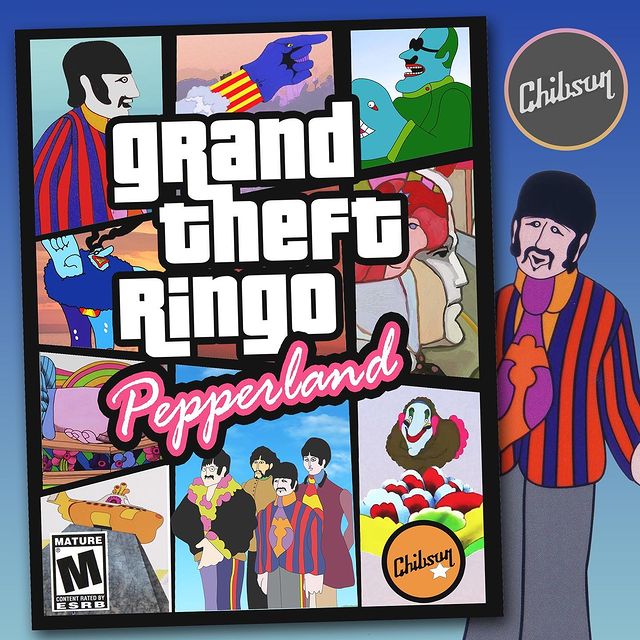 Chibsun
grand
theft
Ringo
Pepperland
MATURE
M
CONTENT RATED BY
ESRB
Chibsun